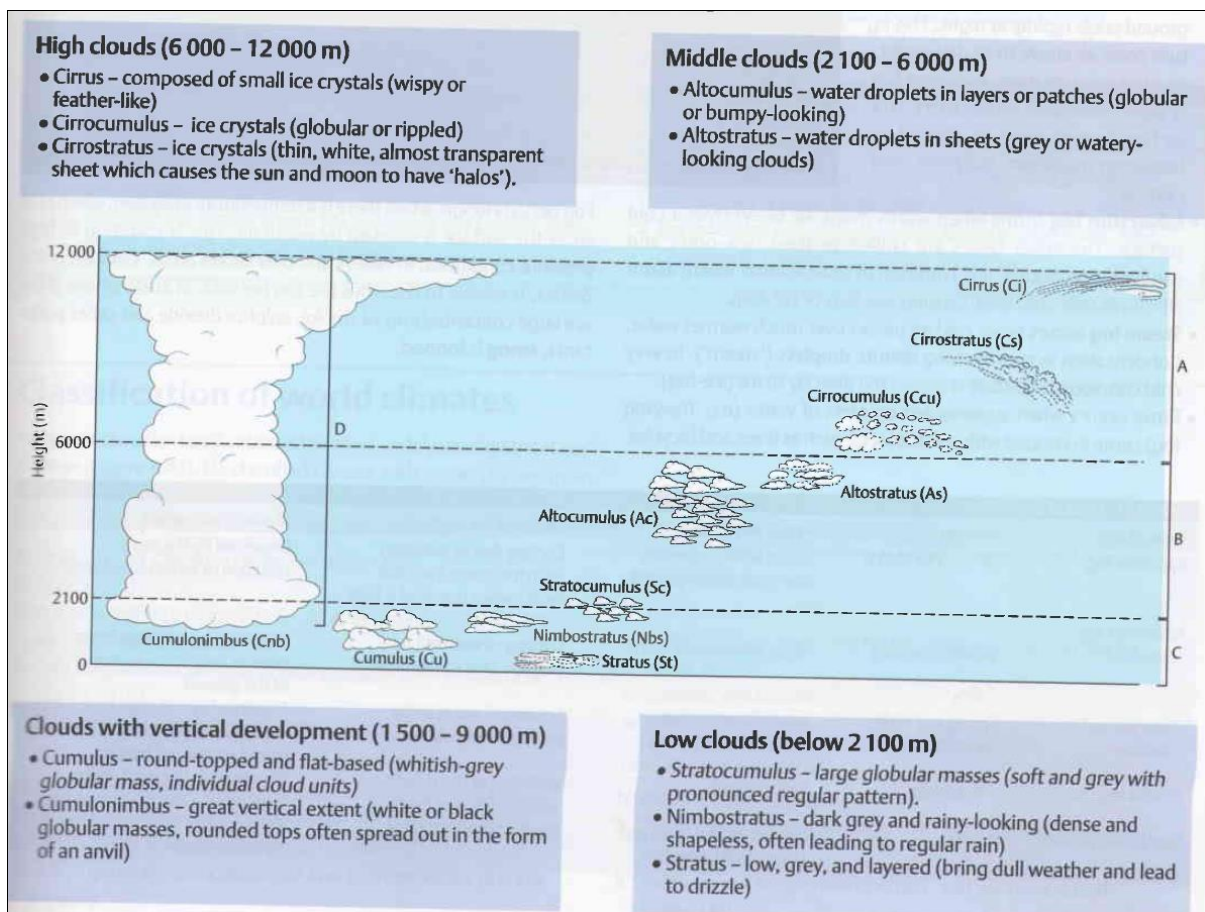 High clouds (6 000 – 12 000 m)
• Cirrus – composed of small ice crystals (wispy or
feather-like)
• Cirrocumulus – ice crystals (globular or rippled)
• Cirrostratus – ice crystals (thin, white, almost transparent
sheet which causes the sun and moon to have 'halos').
Middle clouds (2 100 – 6 000 m)
• Altocumulus – water droplets in layers or patches (globular
or bumpy-looking)
• Altostratus – water droplets in sheets (grey or watery-
looking clouds)
12 000
Cirrus (Ci)
Cirrostratus (Cs)
A
Cirrocumulus (Ccu)
Height (m)
6000
D
Altostratus (As)
Altocumulus (Ac)
B
Stratocumulus (Sc)
2100
Cumulonimbus (Cnb)
Nimbostratus (Nbs)
Cumulus (Cu)
Stratus (St)
C
0
Clouds with vertical development (1 500 – 9 000 m)
• Cumulus – round-topped and flat-based (whitish-grey
globular mass, individual cloud units)
• Cumulonimbus – great vertical extent (white or black
globular masses, rounded tops often spread out in the form
of an anvil)
Low clouds (below 2 100 m)
• Stratocumulus – large globular masses (soft and grey with
pronounced regular pattern).
• Nimbostratus – dark grey and rainy-looking (dense and
shapeless, often leading to regular rain)
• Stratus – low, grey, and layered (bring dull weather and lead
to drizzle)